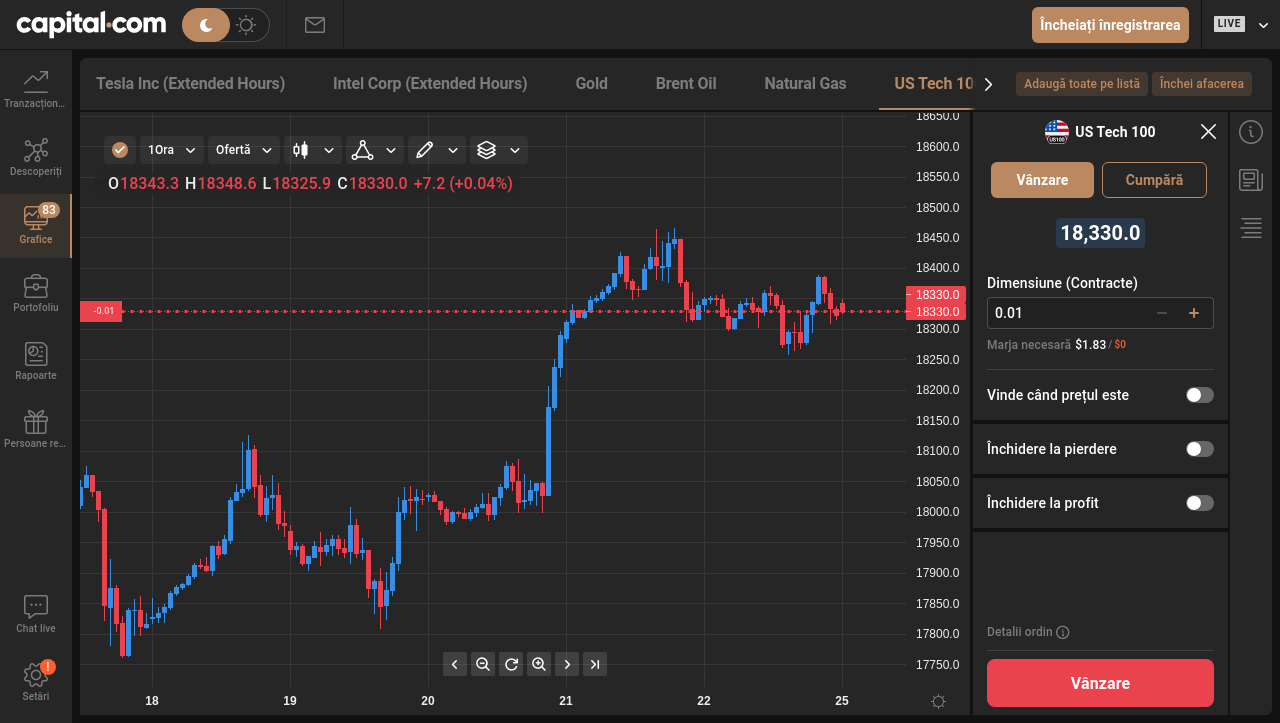 capital.com
Încheiați înregistrarea
LIVE
Tranzacțion...
Descoperiți
83
Grafice
Portofoliu
Rapoarte
Persoane re...
Chat live
!
Setări
Tesla Inc (Extended Hours)
Intel Corp (Extended Hours)
Gold
Brent Oil
Natural Gas
US Tech 10
Adaugă toate pe listă
Închei afacerea
1Ora
Ofertă
O18343.3 H18348.6 L18325.9 C18330.0 +7.2 (+0.04%)
-0.01
18650.0
18600.0
18550.0
18500.0
18450.0
18400.0
18330.0
18330.0
18300.0
18250.0
18200.0
18150.0
18100.0
18050.0
18000.0
17950.0
17900.0
17850.0
17800.0
17750.0
18 19 20 21 22 25
US100
US Tech 100
Vânzare
Cumpără
18,330.0
Dimensiune (Contracte)
0.01
Marja necesară $1.83 / $0
Vinde când prețul este
Închidere la pierdere
Închidere la profit
Detalii ordin
Vânzare